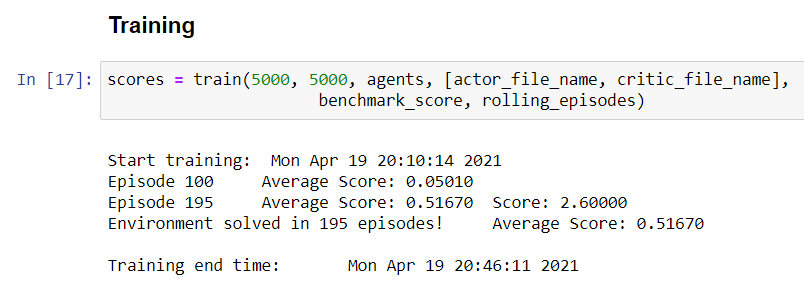 Training
In [17]: scores = train(5000, 5000, agents, [actor_file_name, critic_file_name],
benchmark_score, rolling_episodes)
Start training:  Mon Apr 19 20:10:14 2021
Episode 100     Average Score: 0.05010
Episode 195     Average Score: 0.51670  Score: 2.60000
Environment solved in 195 episodes!     Average Score: 0.51670
Training end time:       Mon Apr 19 20:46:11 2021